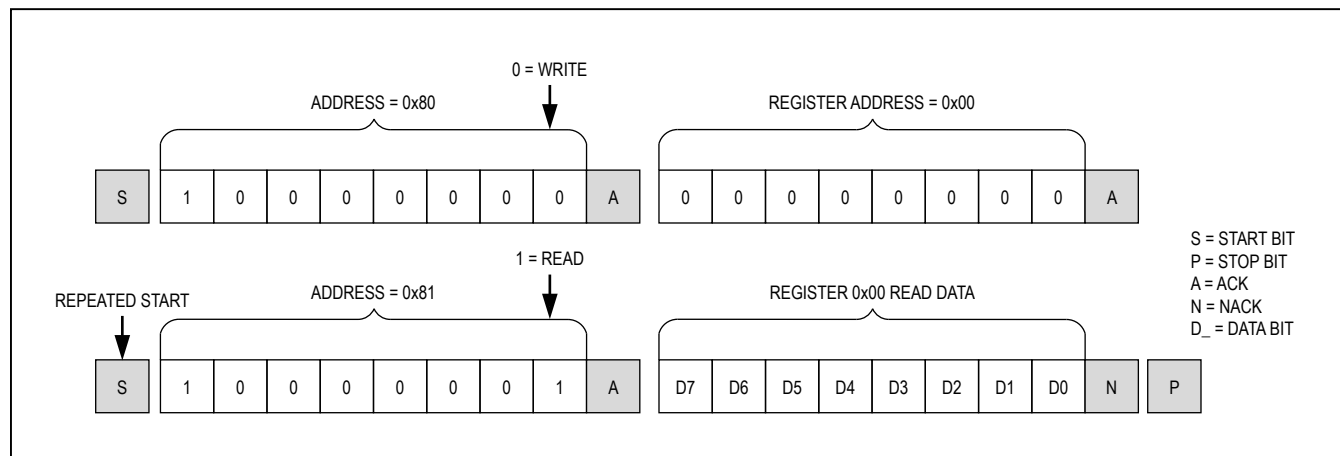 0 = WRITE
ADDRESS = 0x80 REGISTER ADDRESS = 0x00
S 1 0 0 0 0 0 0 0 A 0 0 0 0 0 0 0 0 A
1 = READ
REPEATED START ADDRESS = 0x81 REGISTER 0x00 READ DATA
S 1 0 0 0 0 0 0 1 A D7 D6 D5 D4 D3 D2 D1 D0 N P
S = START BIT
P = STOP BIT
A = ACK
N = NACK
D_ = DATA BIT